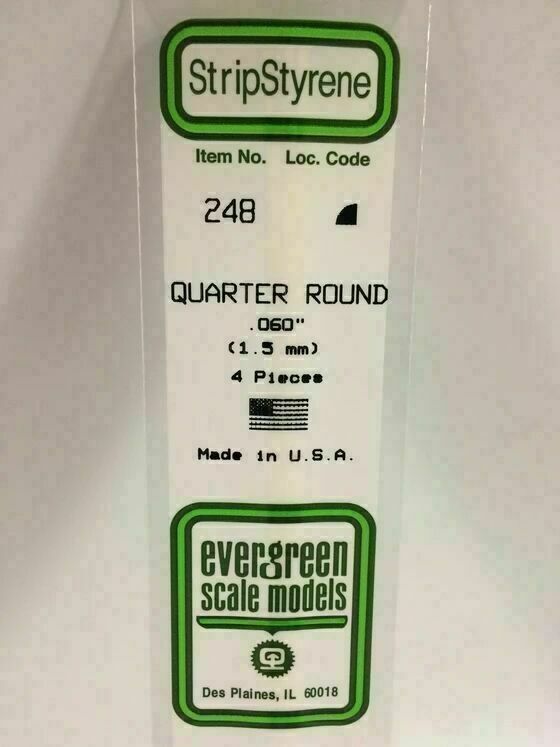 StripStyrene
Item No. Loc. Code
248
QUARTER ROUND
.060"
(1.5 mm)
4 Pieces
Made in U.S.A.
evergreen
scale models
Des Plaines, IL 60018